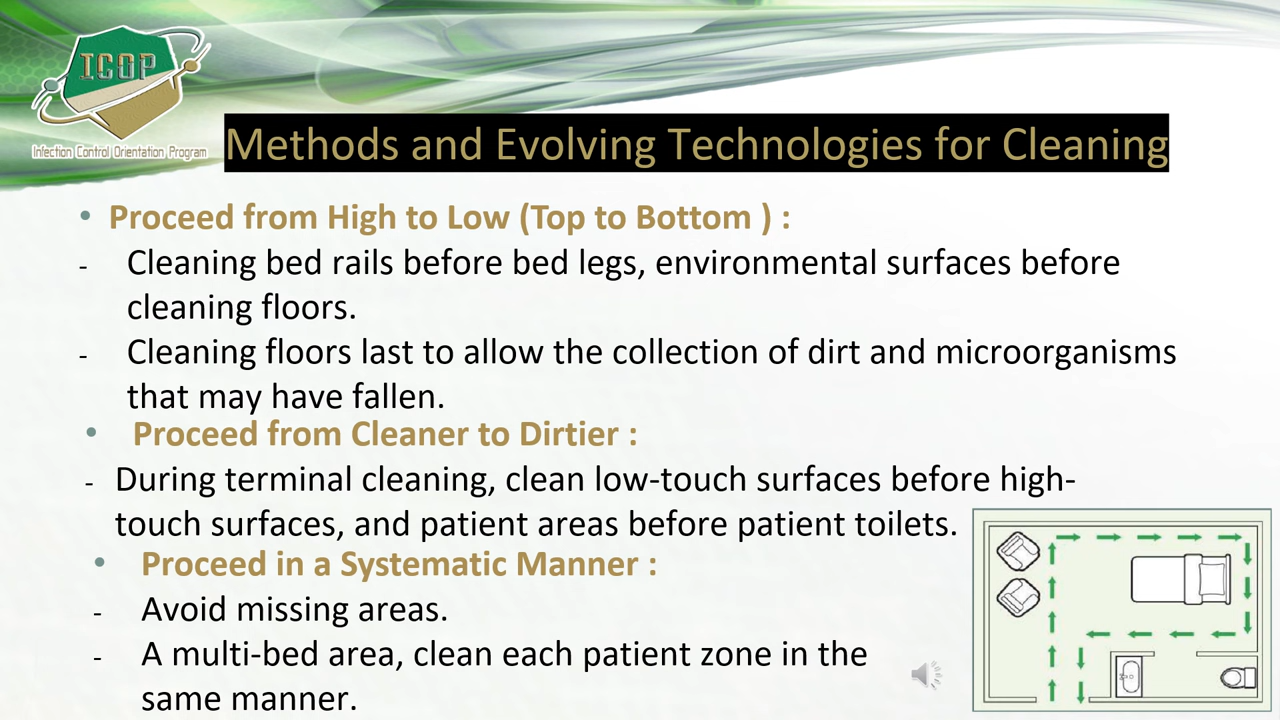 ICOP
Infection Control Orientation Program
Methods and Evolving Technologies for Cleaning
• Proceed from High to Low (Top to Bottom ) :
- Cleaning bed rails before bed legs, environmental surfaces before
cleaning floors.
- Cleaning floors last to allow the collection of dirt and microorganisms
that may have fallen.
• Proceed from Cleaner to Dirtier :
- During terminal cleaning, clean low-touch surfaces before high-
touch surfaces, and patient areas before patient toilets.
• Proceed in a Systematic Manner :
- Avoid missing areas.
- A multi-bed area, clean each patient zone in the
same manner.